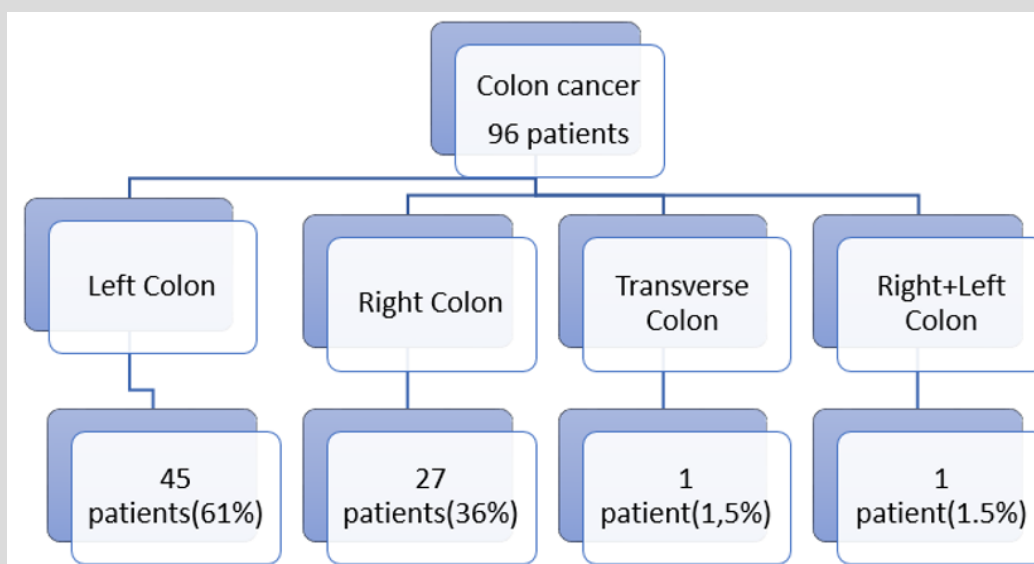 Colon cancer
96 patients
Left Colon
Right Colon
Transverse
Colon
Right+Left
Colon
45
patients(61%)
27
patients(36%)
1
patient(1,5%)
1
patient(1.5%)